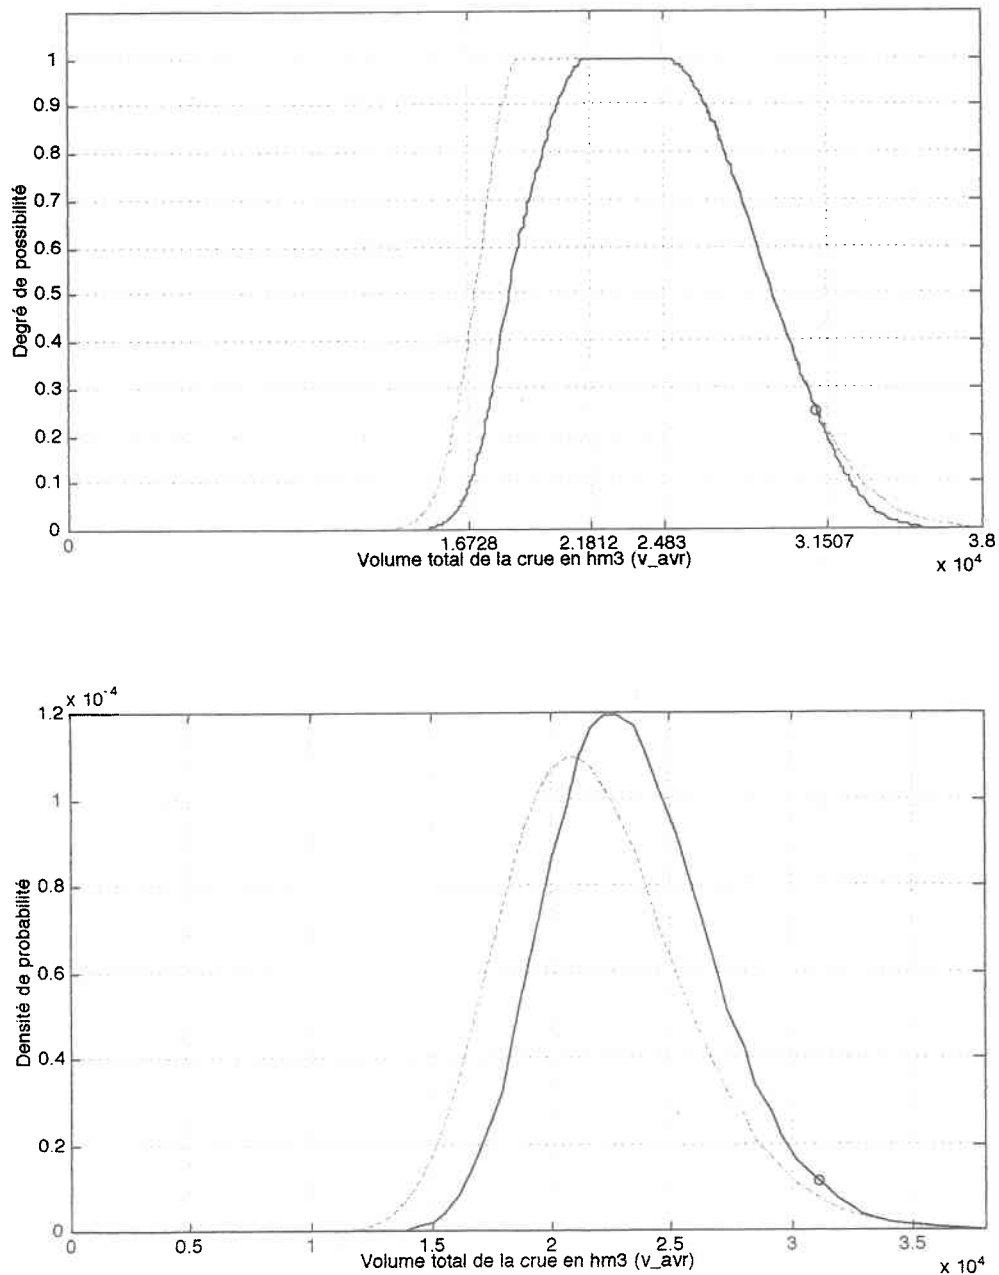 1
0.9
0.8
0.7
0.6
0.5
0.4
0.3
0.2
0.1
0
Degré de possibilité
0 1.6728 2.1812 2.483 3.1507 3.8
Volume total de la crue en hm3 (v_avr)
x 10⁴
x 10⁻⁴
1.2
1
0.8
0.6
0.4
0.2
0
Densité de probabilité
0 0.5 1 1.5 2 2.5 3 3.5
Volume total de la crue en hm3 (v_avr)
x 10⁴